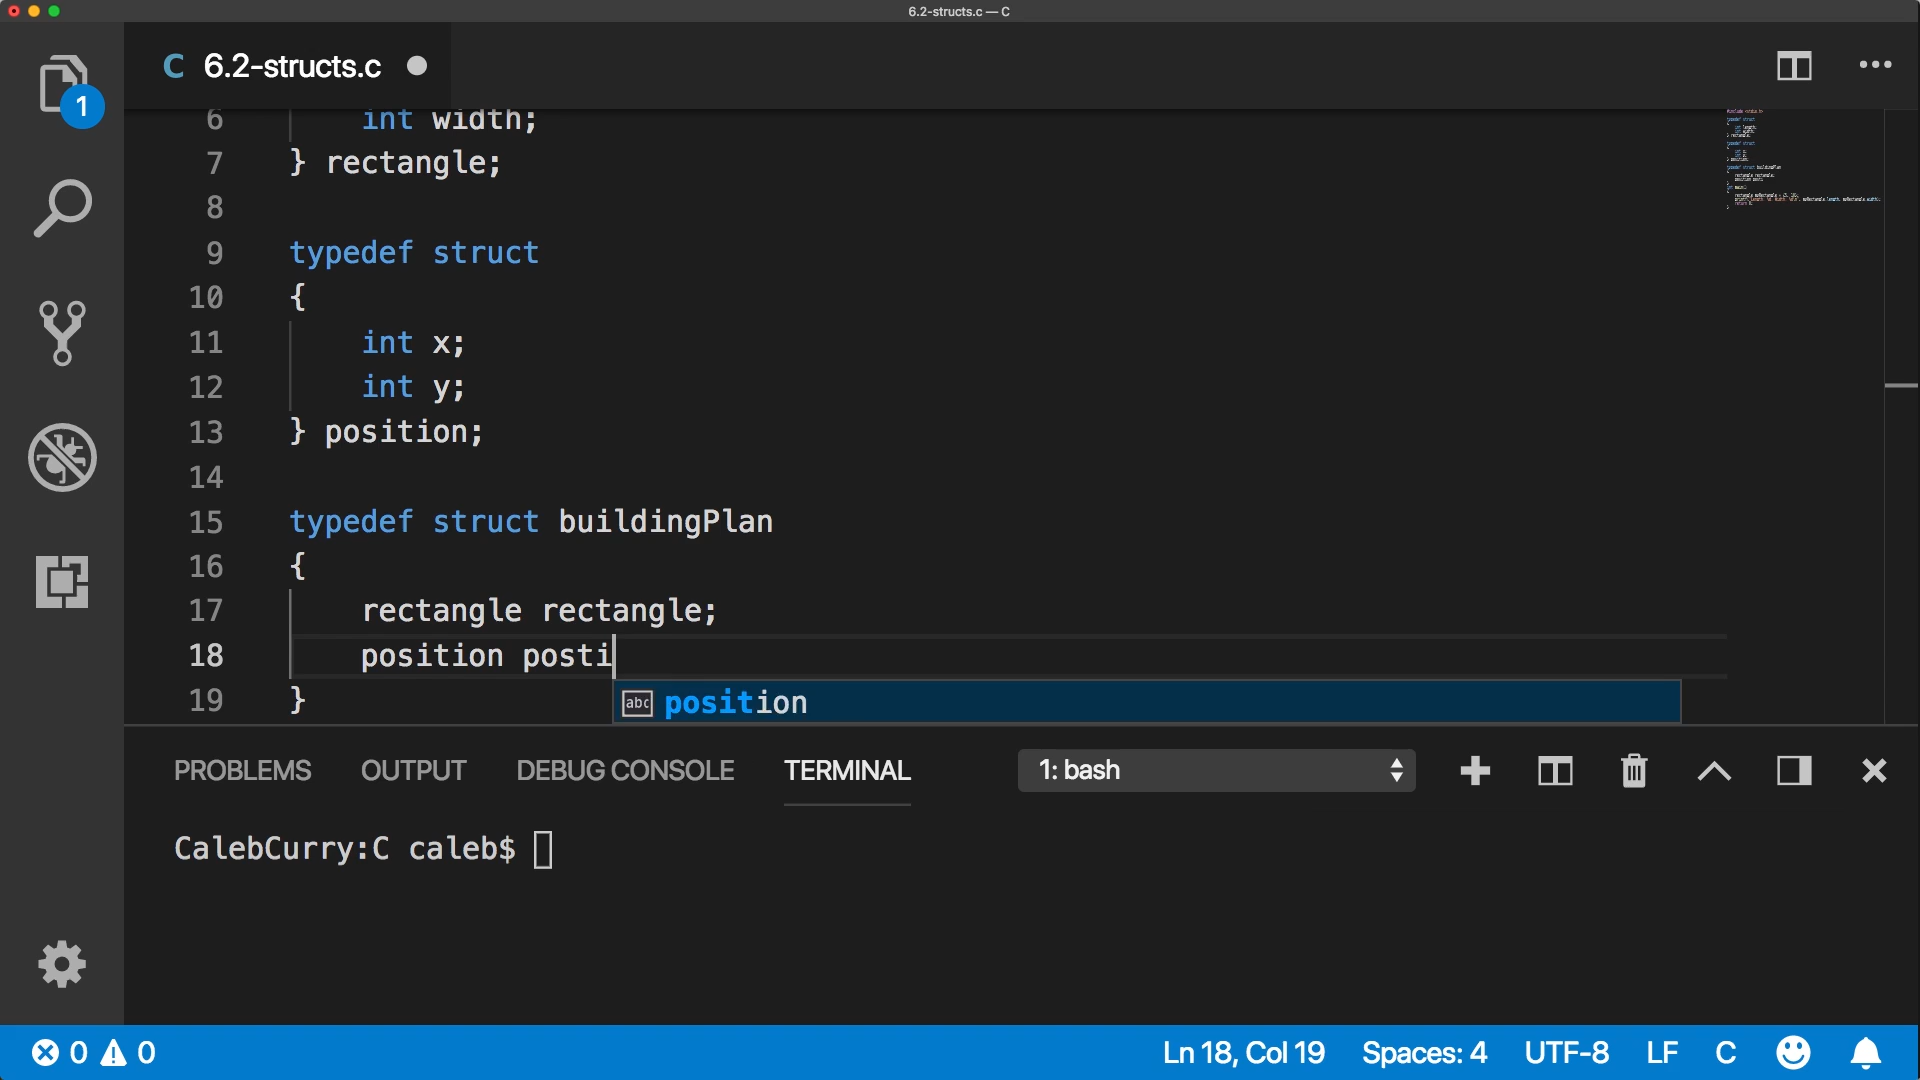 6.2-structs.c — C
C 6.2-structs.c
1
6 int width;
7 } rectangle;
8
9 typedef struct
10 {
11 int x;
12 int y;
13 } position;
14
15 typedef struct buildingPlan
16 {
17 rectangle rectangle;
18 position posti
19 }
abc position
PROBLEMS OUTPUT DEBUG CONSOLE TERMINAL 1: bash
CalebCurry:C caleb$
0 0 Ln 18, Col 19 Spaces: 4 UTF-8 LF C